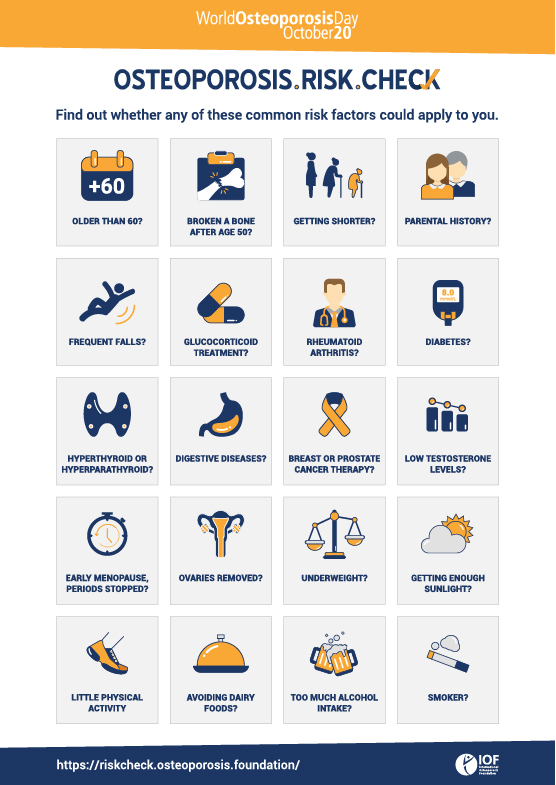 WorldOsteoporosisDay
October20
OSTEOPOROSIS.RISK.CHECK
Find out whether any of these common risk factors could apply to you.
+60
OLDER THAN 60?
BROKEN A BONE
AFTER AGE 50?
GETTING SHORTER?
PARENTAL HISTORY?
FREQUENT FALLS?
GLUCOCORTICOID
TREATMENT?
RHEUMATOID
ARTHRITIS?
8.0
DIABETES?
HYPERTHYROID OR
HYPERPARATHYROID?
DIGESTIVE DISEASES?
BREAST OR PROSTATE
CANCER THERAPY?
LOW TESTOSTERONE
LEVELS?
EARLY MENOPAUSE,
PERIODS STOPPED?
OVARIES REMOVED?
UNDERWEIGHT?
GETTING ENOUGH
SUNLIGHT?
LITTLE PHYSICAL
ACTIVITY
AVOIDING DAIRY
FOODS?
TOO MUCH ALCOHOL
INTAKE?
SMOKER?
https://riskcheck.osteoporosis.foundation/
IOF
International
Osteoporosis
Foundation